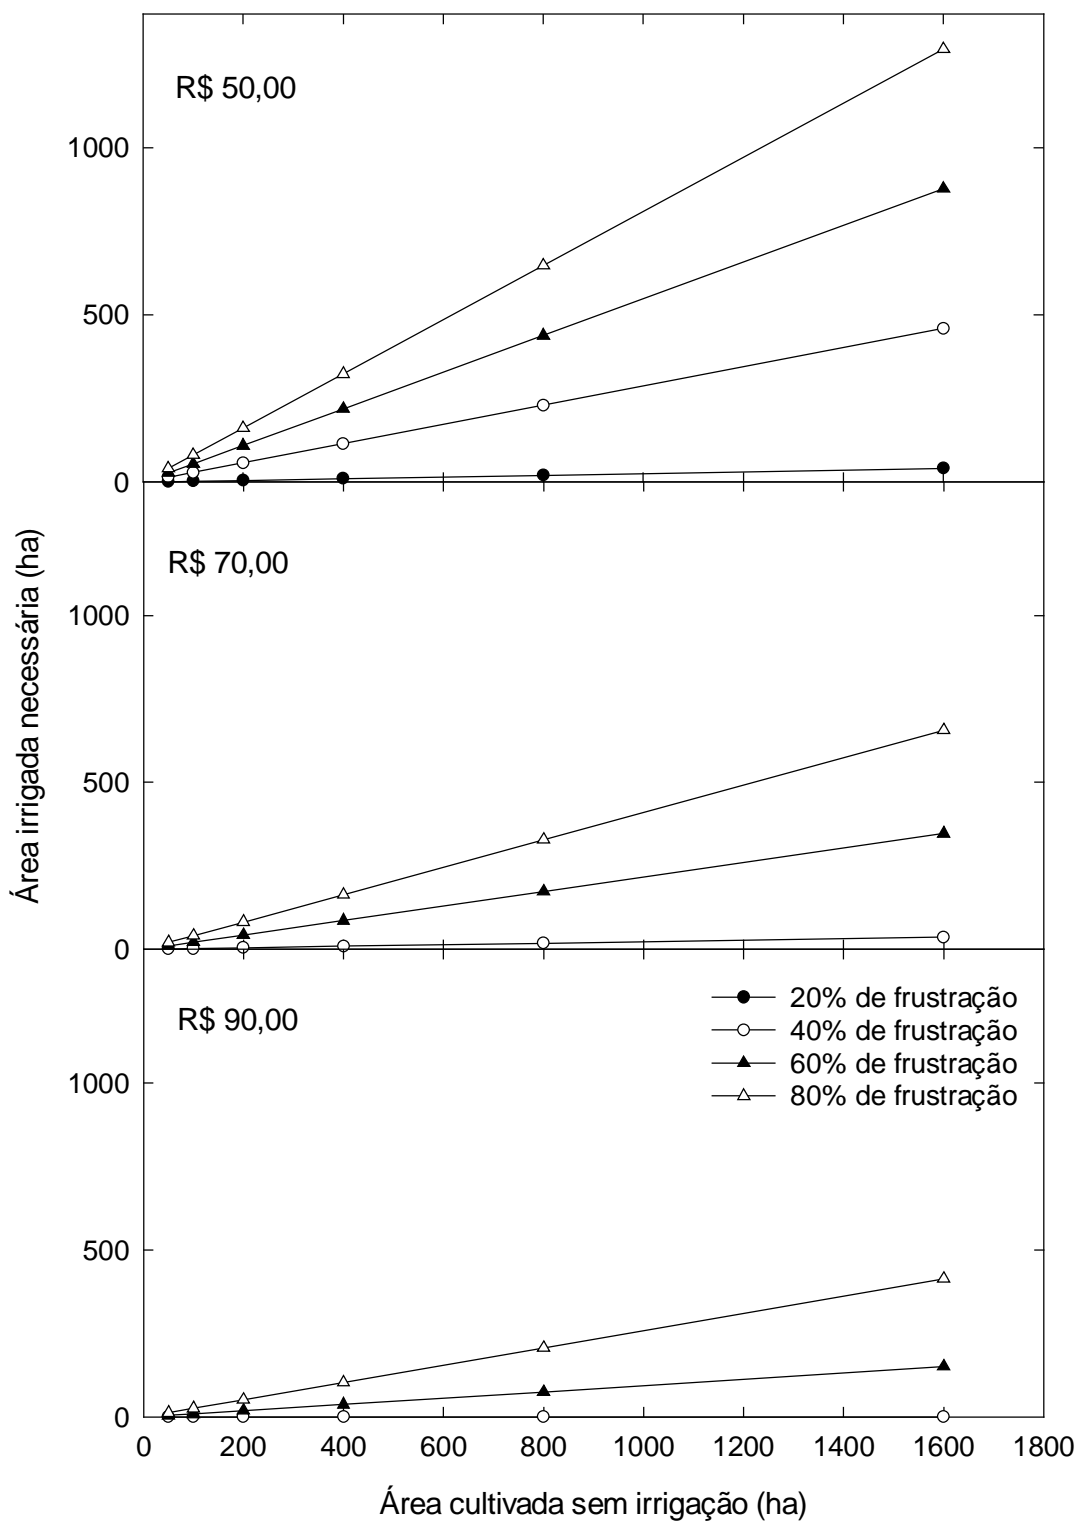 R$ 50,00
1000
500
0
R$ 70,00
1000
500
0
R$ 90,00
20% de frustração
40% de frustração
60% de frustração
80% de frustração
1000
500
0
0 200 400 600 800 1000 1200 1400 1600 1800
Área irrigada necessária (ha)
Área cultivada sem irrigação (ha)